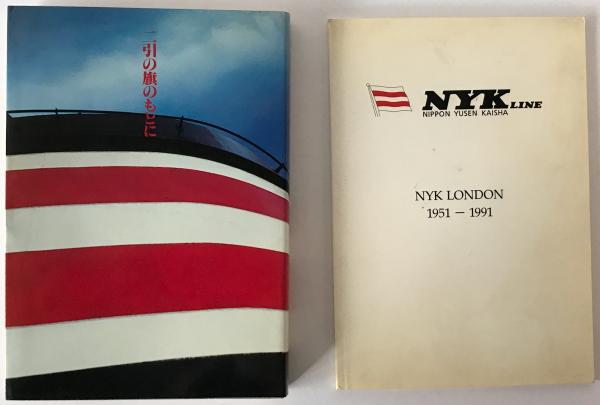 二引の旗のもとに
NYK LINE
NIPPON YUSEN KAISHA
NYK LONDON
1951 — 1991